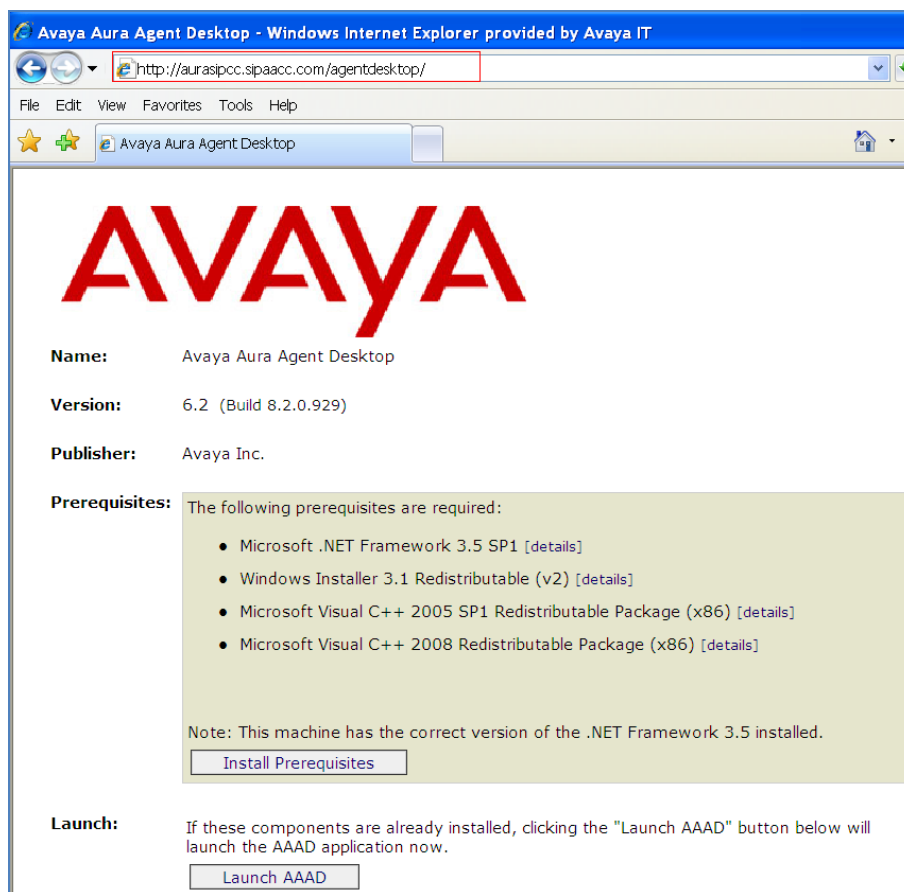 Avaya Aura Agent Desktop - Windows Internet Explorer provided by Avaya IT
http://aurasipcc.sipaacc.com/agentdesktop/
File Edit View Favorites Tools Help
Avaya Aura Agent Desktop
AVAYA
Name: Avaya Aura Agent Desktop
Version: 6.2 (Build 8.2.0.929)
Publisher: Avaya Inc.
Prerequisites: The following prerequisites are required:
• Microsoft .NET Framework 3.5 SP1 [details]
• Windows Installer 3.1 Redistributable (v2) [details]
• Microsoft Visual C++ 2005 SP1 Redistributable Package (x86) [details]
• Microsoft Visual C++ 2008 Redistributable Package (x86) [details]
Note: This machine has the correct version of the .NET Framework 3.5 installed.
Install Prerequisites
Launch: If these components are already installed, clicking the "Launch AAAD" button below will
launch the AAAD application now.
Launch AAAD